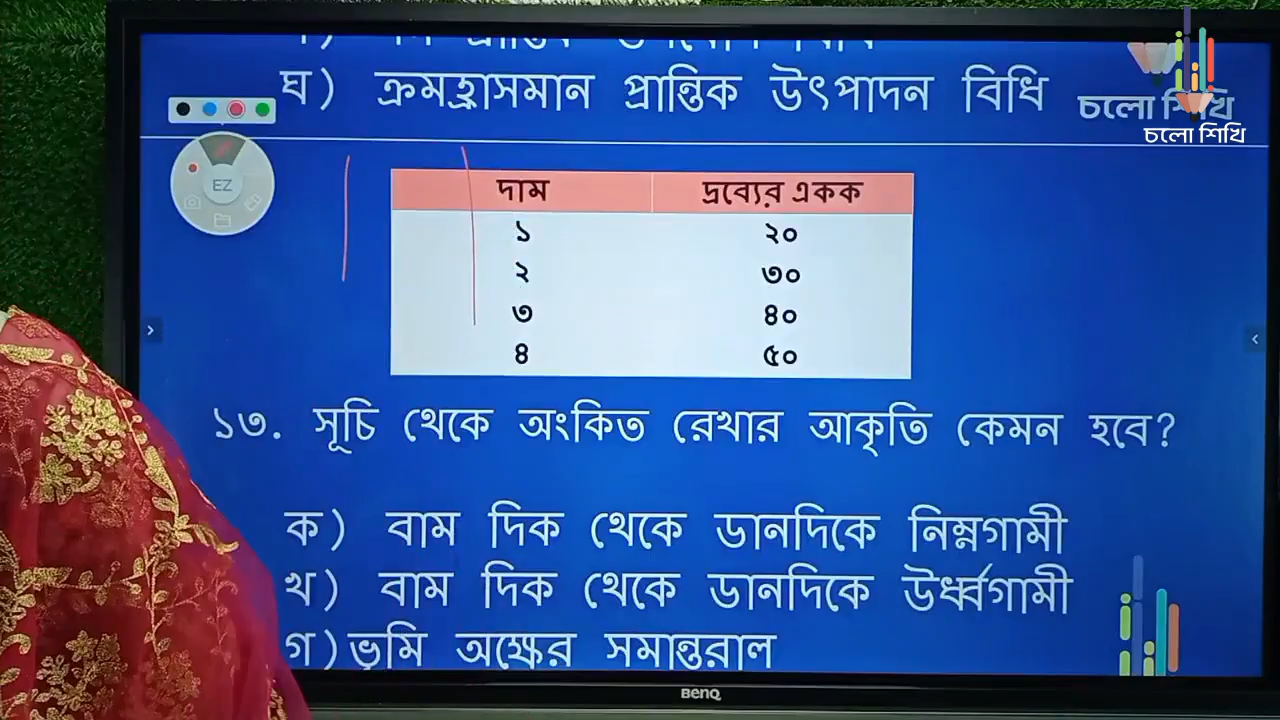 ঘ) ক্রমহ্রাসমান প্রান্তিক উৎপাদন বিধি
চলো শিখি
চলো শিখি
EZ
দাম দ্রব্যের একক
১ ২০
২ ৩০
৩ ৪০
৪ ৫০
১৩. সূচি থেকে অংকিত রেখার আকৃতি কেমন হবে?
ক) বাম দিক থেকে ডানদিকে নিম্নগামী
খ) বাম দিক থেকে ডানদিকে উর্ধ্বগামী
গ) ভূমি অক্ষের সমান্তরাল
BenQ